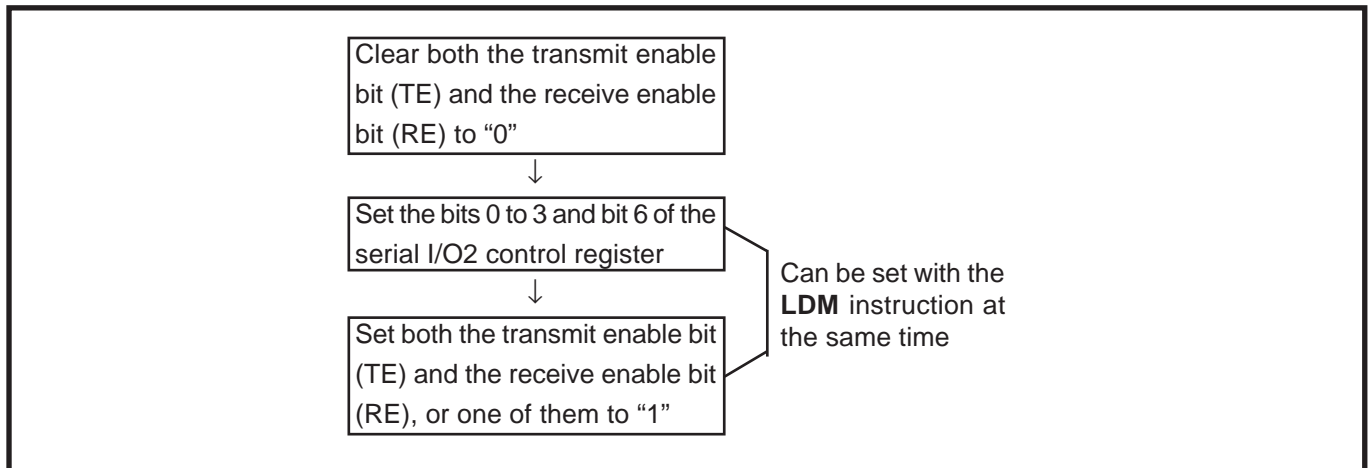 Clear both the transmit enable
bit (TE) and the receive enable
bit (RE) to “0”
↓
Set the bits 0 to 3 and bit 6 of the
serial I/O2 control register
↓
Set both the transmit enable bit
(TE) and the receive enable bit
(RE), or one of them to “1”
Can be set with the
LDM instruction at
the same time